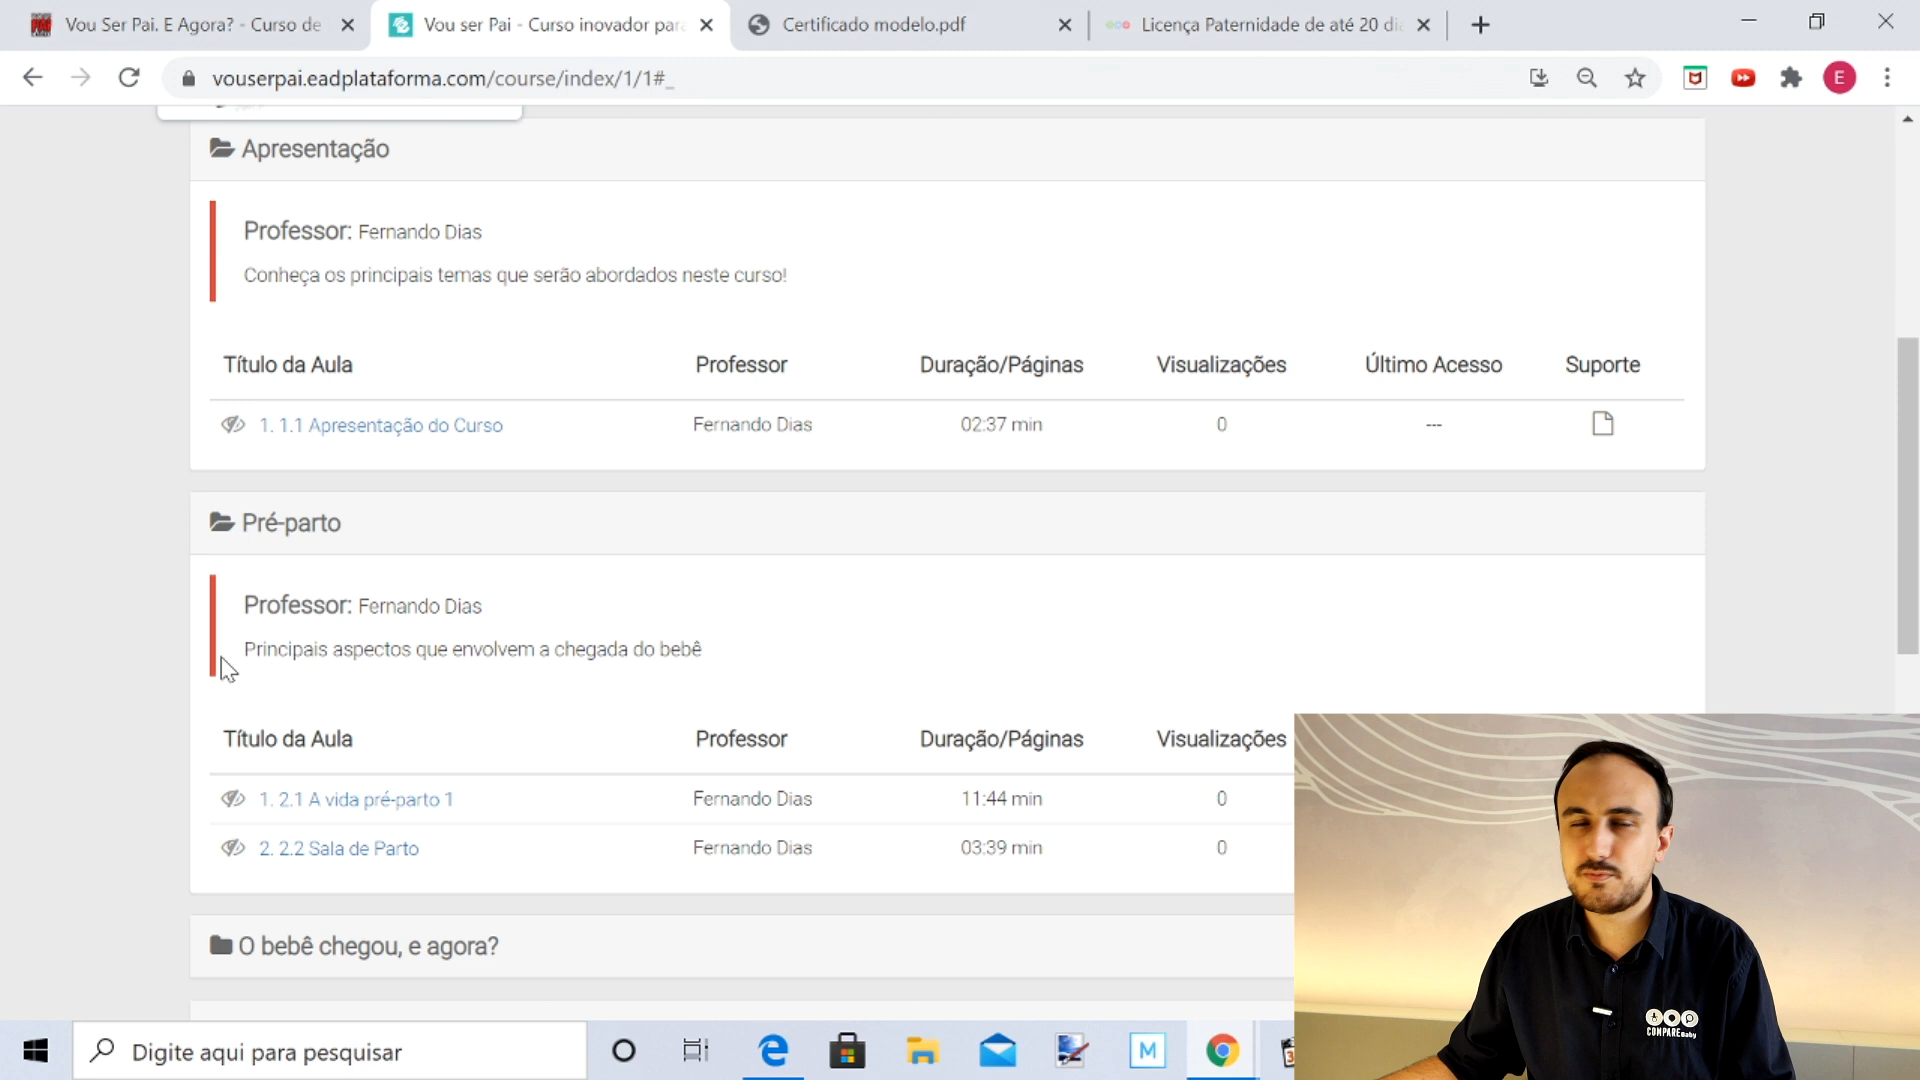 Vou Ser Pai. E Agora? - Curso de
Vou ser Pai - Curso inovador para
Certificado modelo.pdf
Licença Paternidade de até 20 di
vouserpai.eadplataforma.com/course/index/1/1#_
E
Apresentação
Professor: Fernando Dias
Conheça os principais temas que serão abordados neste curso!
Título da Aula Professor Duração/Páginas Visualizações Último Acesso Suporte
1. 1.1 Apresentação do Curso Fernando Dias 02:37 min 0 ---
Pré-parto
Professor: Fernando Dias
Principais aspectos que envolvem a chegada do bebê
Título da Aula Professor Duração/Páginas Visualizações
1. 2.1 A vida pré-parto 1 Fernando Dias 11:44 min 0
2. 2.2 Sala de Parto Fernando Dias 03:39 min 0
O bebê chegou, e agora?
COMPARE Baby
Digite aqui para pesquisar
M